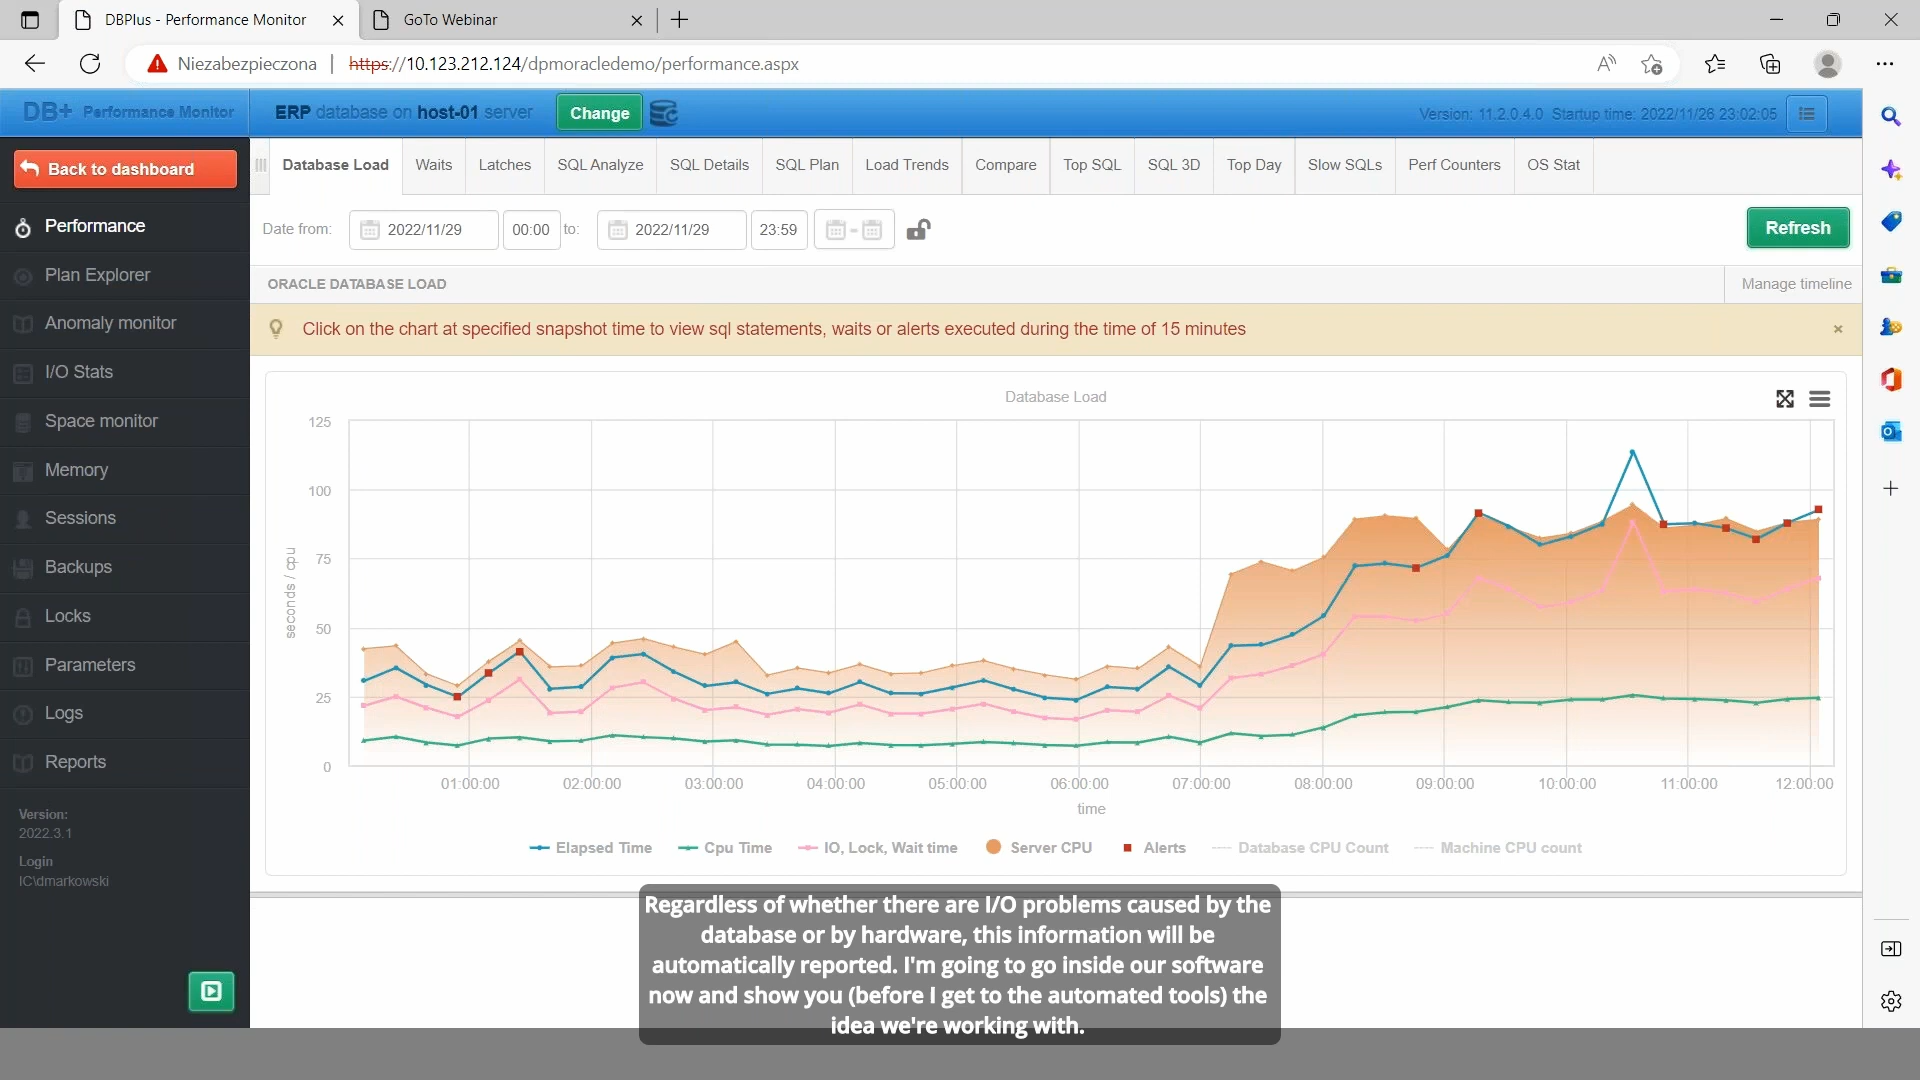 DBPlus - Performance Monitor
GoTo Webinar
Niezabezpieczona
https://10.123.212.124/dpmoracledemo/performance.aspx
DB+ Performance Monitor
ERP database on host-01 server
Change
Version: 11.2.0.4.0 Startup time: 2022/11/26 23:02:05
Back to dashboard
Database Load
Waits
Latches
SQL Analyze
SQL Details
SQL Plan
Load Trends
Compare
Top SQL
SQL 3D
Top Day
Slow SQLs
Perf Counters
OS Stat
Performance
Plan Explorer
Anomaly monitor
I/O Stats
Space monitor
Memory
Sessions
Backups
Locks
Parameters
Logs
Reports
Version:
2022.3.1
Login
IC\dmarkowski
Date from:
2022/11/29
00:00
to:
2022/11/29
23:59
Refresh
ORACLE DATABASE LOAD
Manage timeline
Click on the chart at specified snapshot time to view sql statements, waits or alerts executed during the time of 15 minutes
Database Load
125
100
75
50
25
0
seconds / cpu
01:00:00
02:00:00
03:00:00
04:00:00
05:00:00
06:00:00
07:00:00
08:00:00
09:00:00
10:00:00
11:00:00
12:00:00
time
Elapsed Time
Cpu Time
IO, Lock, Wait time
Server CPU
Alerts
Database CPU Count
Machine CPU count
Regardless of whether there are I/O problems caused by the
database or by hardware, this information will be
automatically reported. I'm going to go inside our software
now and show you (before I get to the automated tools) the
idea we're working with.